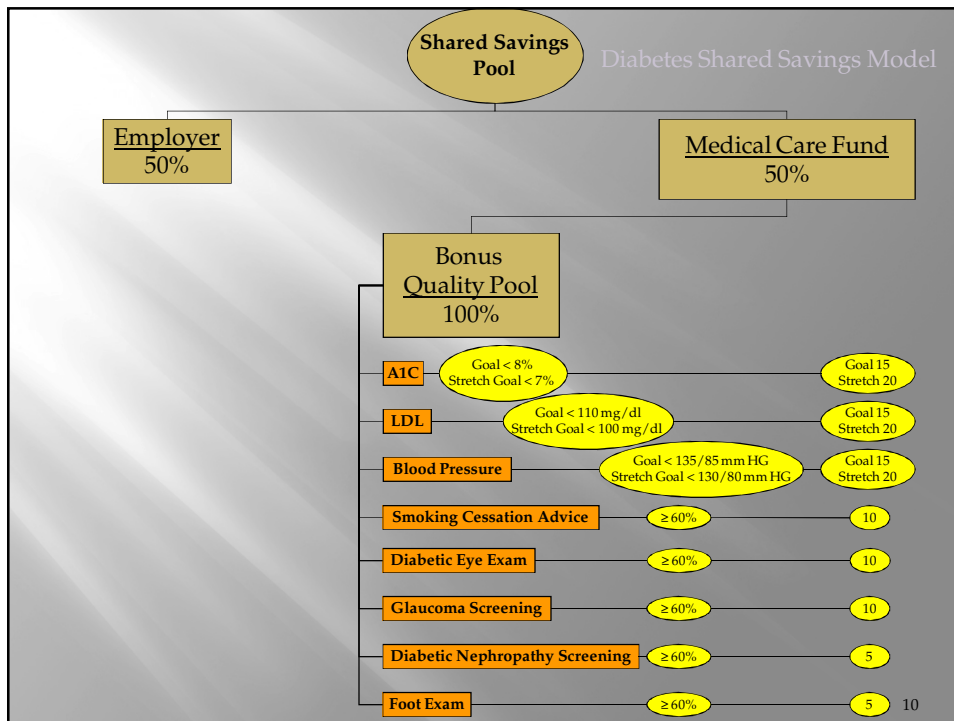 Shared Savings
Pool
Diabetes Shared Savings Model
Employer
50%
Medical Care Fund
50%
Bonus
Quality Pool
100%
A1C
Goal < 8%
Stretch Goal < 7%
Goal 15
Stretch 20
LDL
Goal < 110 mg/dl
Stretch Goal < 100 mg/dl
Goal 15
Stretch 20
Blood Pressure
Goal < 135/85 mm HG
Stretch Goal < 130/80 mm HG
Goal 15
Stretch 20
Smoking Cessation Advice
≥ 60%
10
Diabetic Eye Exam
≥ 60%
10
Glaucoma Screening
≥ 60%
10
Diabetic Nephropathy Screening
≥ 60%
5
Foot Exam
≥ 60%
5
10